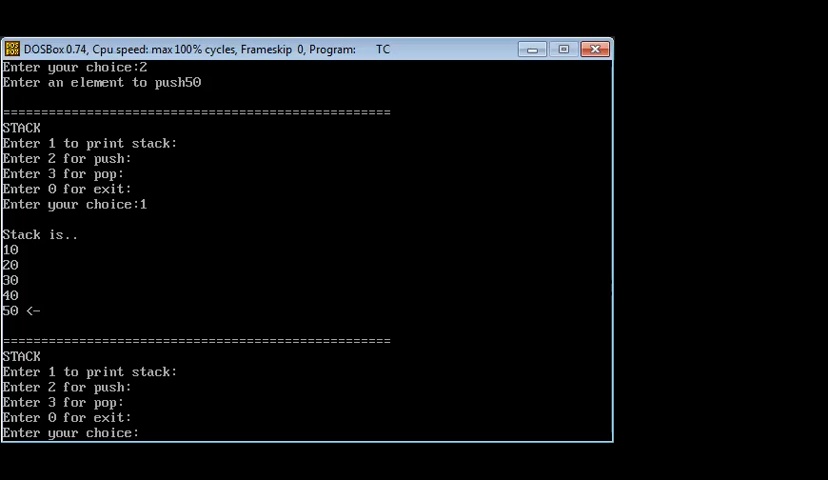 DOSBox 0.74, Cpu speed: max 100% cycles, Frameskip 0, Program: TC
Enter your choice:2
Enter an element to push50
==================================================
STACK
Enter 1 to print stack:
Enter 2 for push:
Enter 3 for pop:
Enter 0 for exit:
Enter your choice:1
Stack is..
10
20
30
40
50 <-
==================================================
STACK
Enter 1 to print stack:
Enter 2 for push:
Enter 3 for pop:
Enter 0 for exit:
Enter your choice: